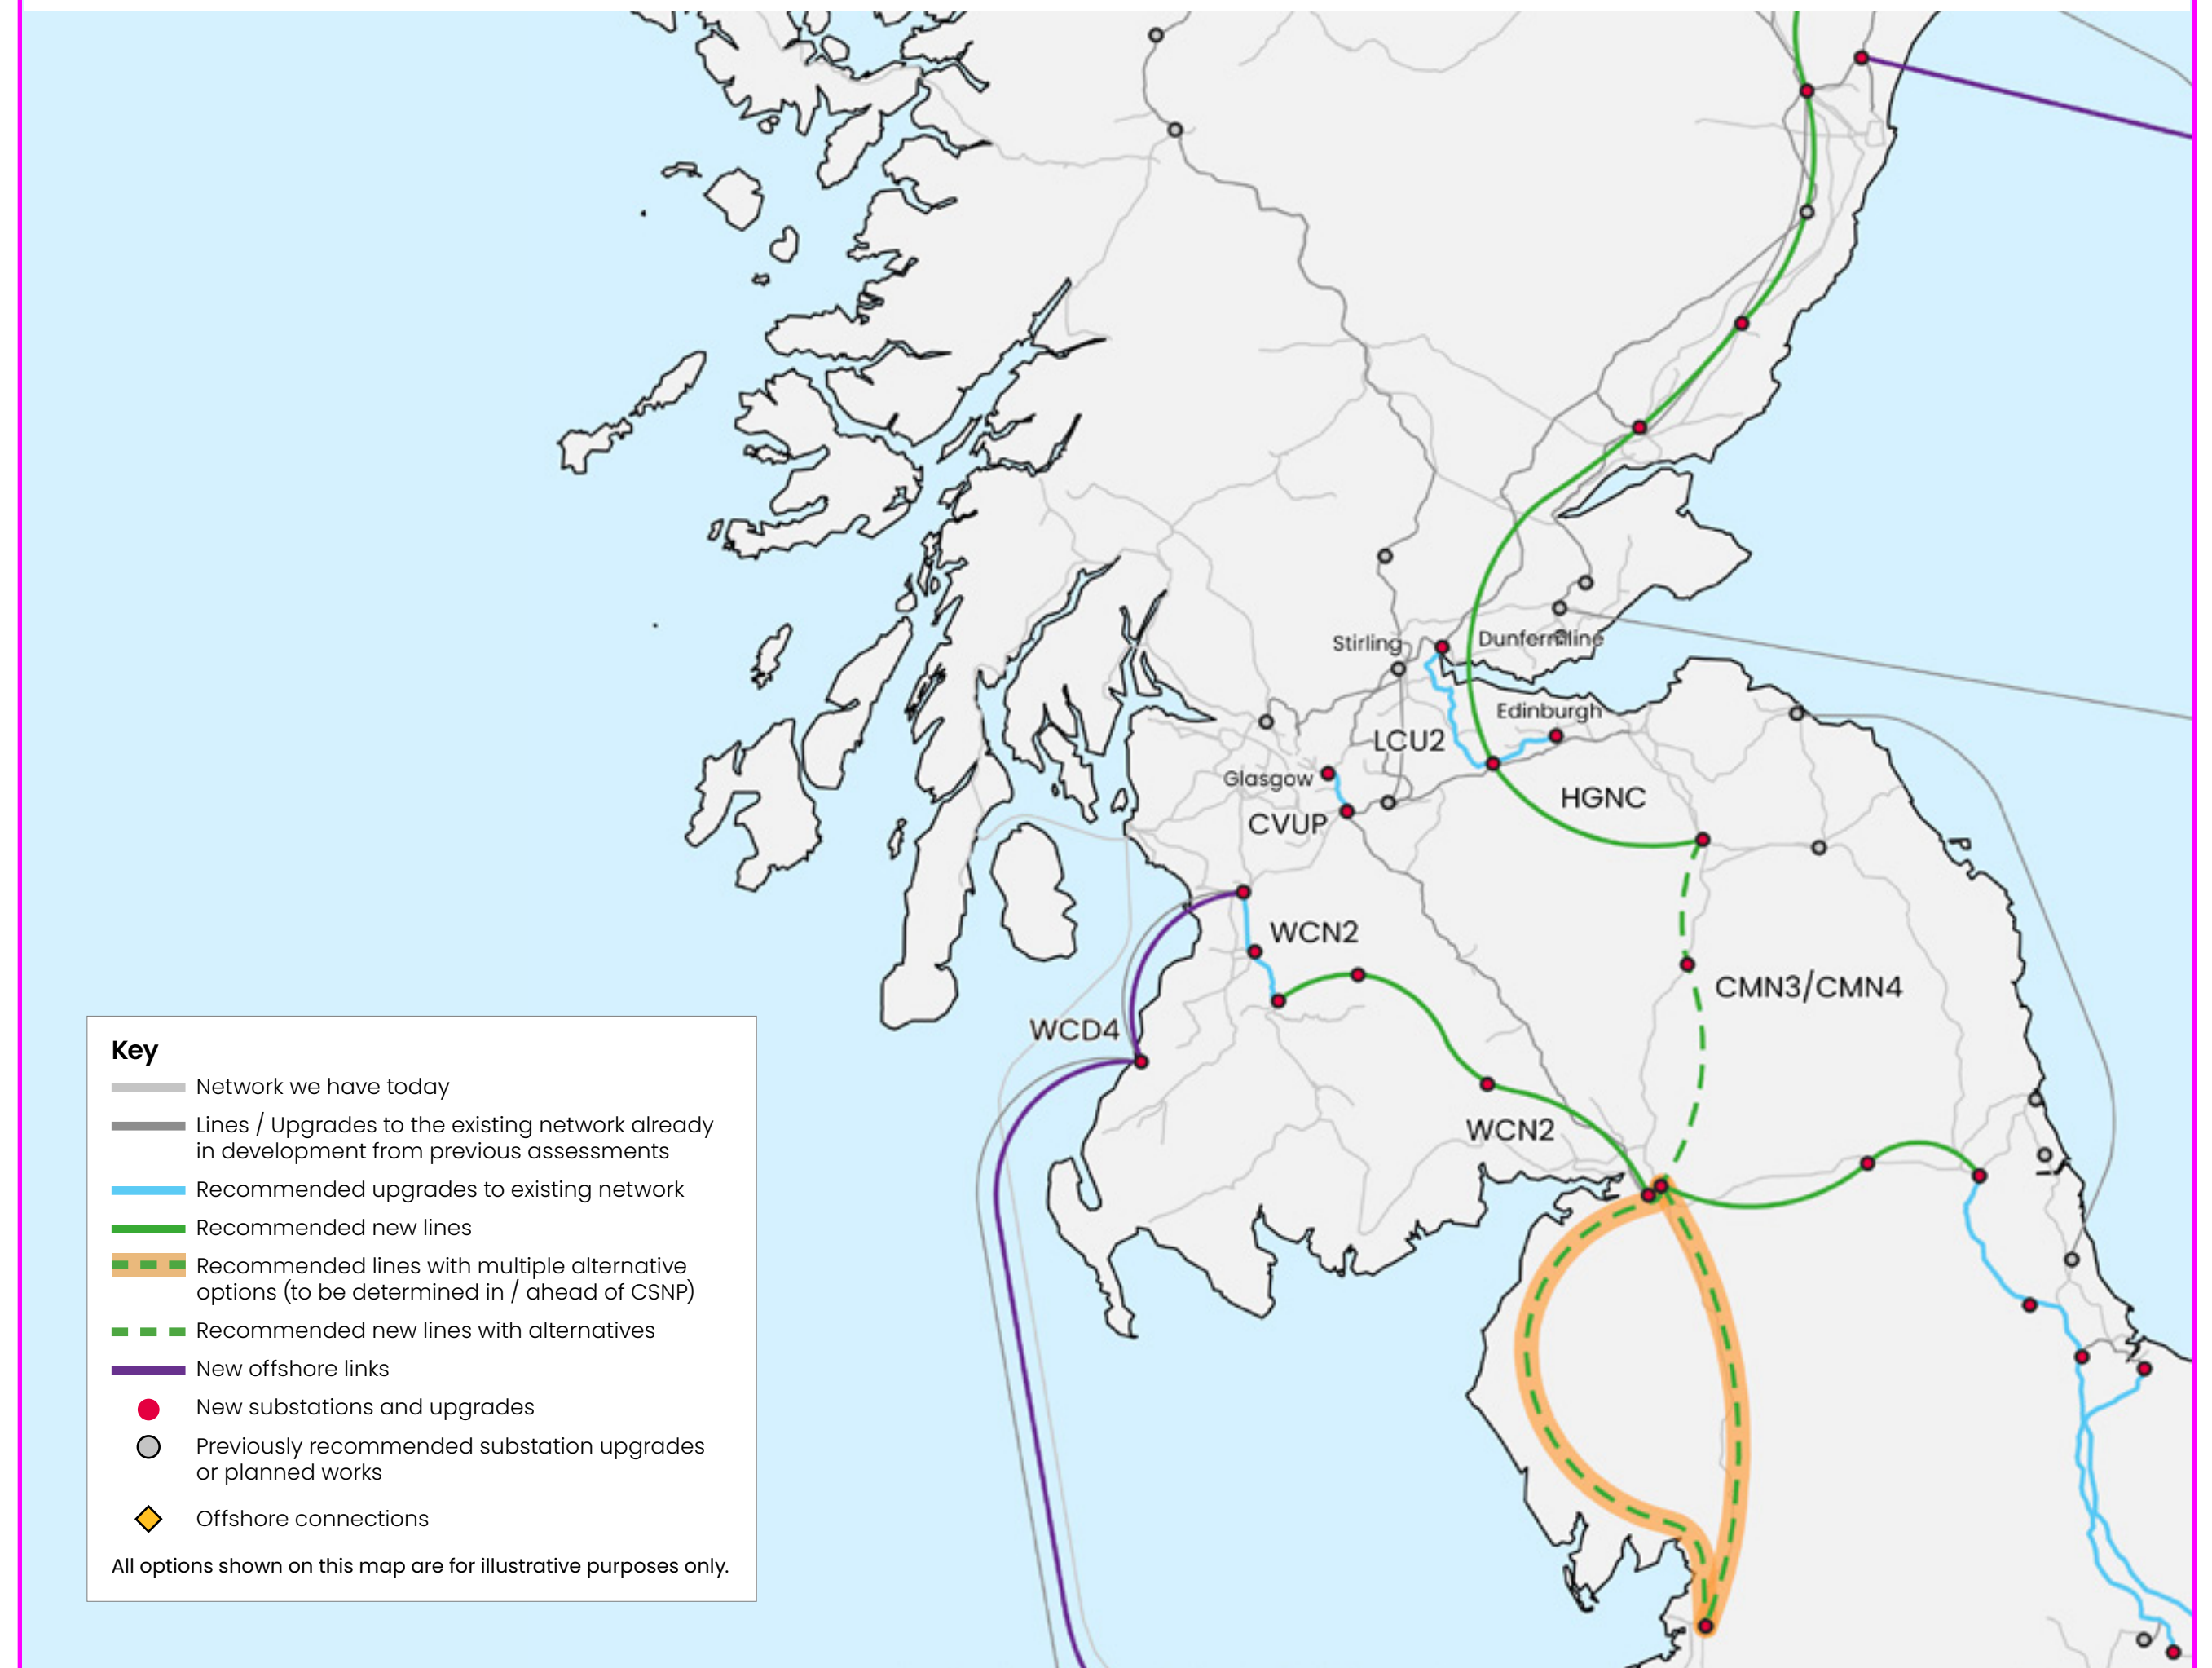 Stirling
Dunfermline
Edinburgh
LCU2
Glasgow
HGNC
CVUP
WCN2
CMN3/CMN4
WCD4
WCN2
Key
Network we have today
Lines / Upgrades to the existing network already
in development from previous assessments
Recommended upgrades to existing network
Recommended new lines
Recommended lines with multiple alternative
options (to be determined in / ahead of CSNP)
Recommended new lines with alternatives
New offshore links
New substations and upgrades
Previously recommended substation upgrades
or planned works
Offshore connections
All options shown on this map are for illustrative purposes only.